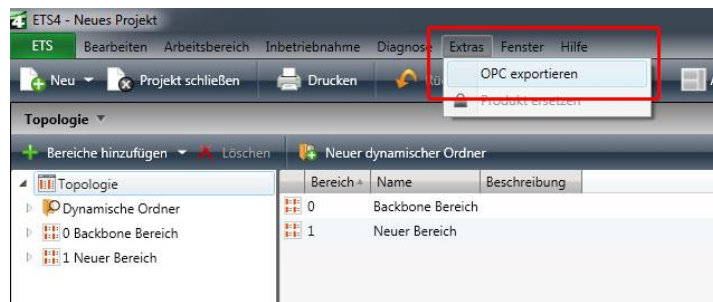 ETS4 - Neues Projekt
ETS Bearbeiten Arbeitsbereich Inbetriebnahme Diagnose Extras Fenster Hilfe
Neu Projekt schließen Drucken OPC exportieren
Produkt ersetzen
Topologie
Bereiche hinzufügen Löschen Neuer dynamischer Ordner
Topologie Bereich Name Beschreibung
Dynamische Ordner 0 Backbone Bereich
0 Backbone Bereich 1 Neuer Bereich
1 Neuer Bereich